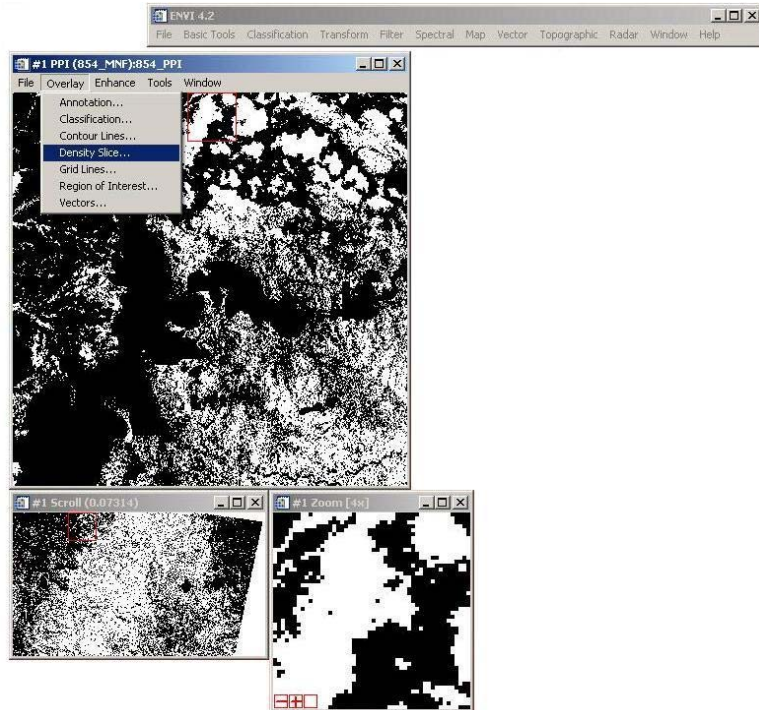 ENVI 4.2
File Basic Tools Classification Transform Filter Spectral Map Vector Topographic Radar Window Help
#1 PPI (854_MNF):854_PPI
File Overlay Enhance Tools Window
Annotation...
Classification...
Contour Lines...
Density Slice...
Grid Lines...
Region of Interest...
Vectors...
#1 Scroll (0.07314)
#1 Zoom [4x]